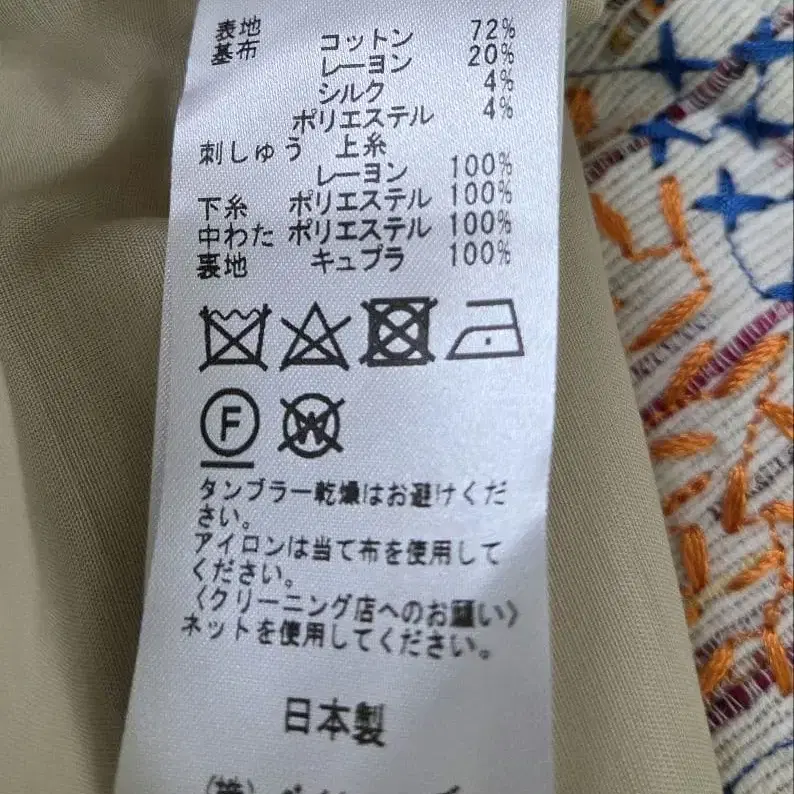 表地
基布 コットン 72%
レーヨン 20%
シルク 4%
ポリエステル 4%
刺しゅう 上糸
レーヨン 100%
下糸 ポリエステル 100%
中わた ポリエステル 100%
裏地 キュプラ 100%
F W
タンブラー乾燥はお避けくだ
さい。
アイロンは当て布を使用して
ください。
〈クリーニング店へのお願い〉
ネットを使用してください。
日本製
(株)